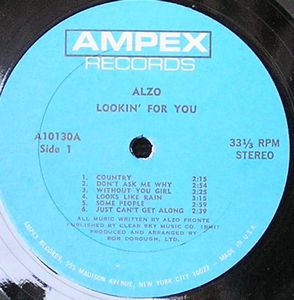 AMPEX
RECORDS
ALZO
LOOKIN' FOR YOU
A10130A
Side 1
33⅓ RPM
STEREO
1. COUNTRY 2:15
2. DON'T ASK ME WHY 2:54
3. WITHOUT YOU GIRL 2:20
4. LOOKS LIKE RAIN 2:15
5. SOME PEOPLE 2:59
6. JUST CAN'T GET ALONG 2:39
ALL MUSIC WRITTEN BY ALZO FRONTE
PUBLISHED BY CLEAR SKY MUSIC CO. (BMI)
PRODUCED AND ARRANGED BY
BOB DOROUGH, LTD.
AMPEX RECORDS, 555 MADISON AVENUE, NEW YORK CITY 10022 MADE IN U.S.A.